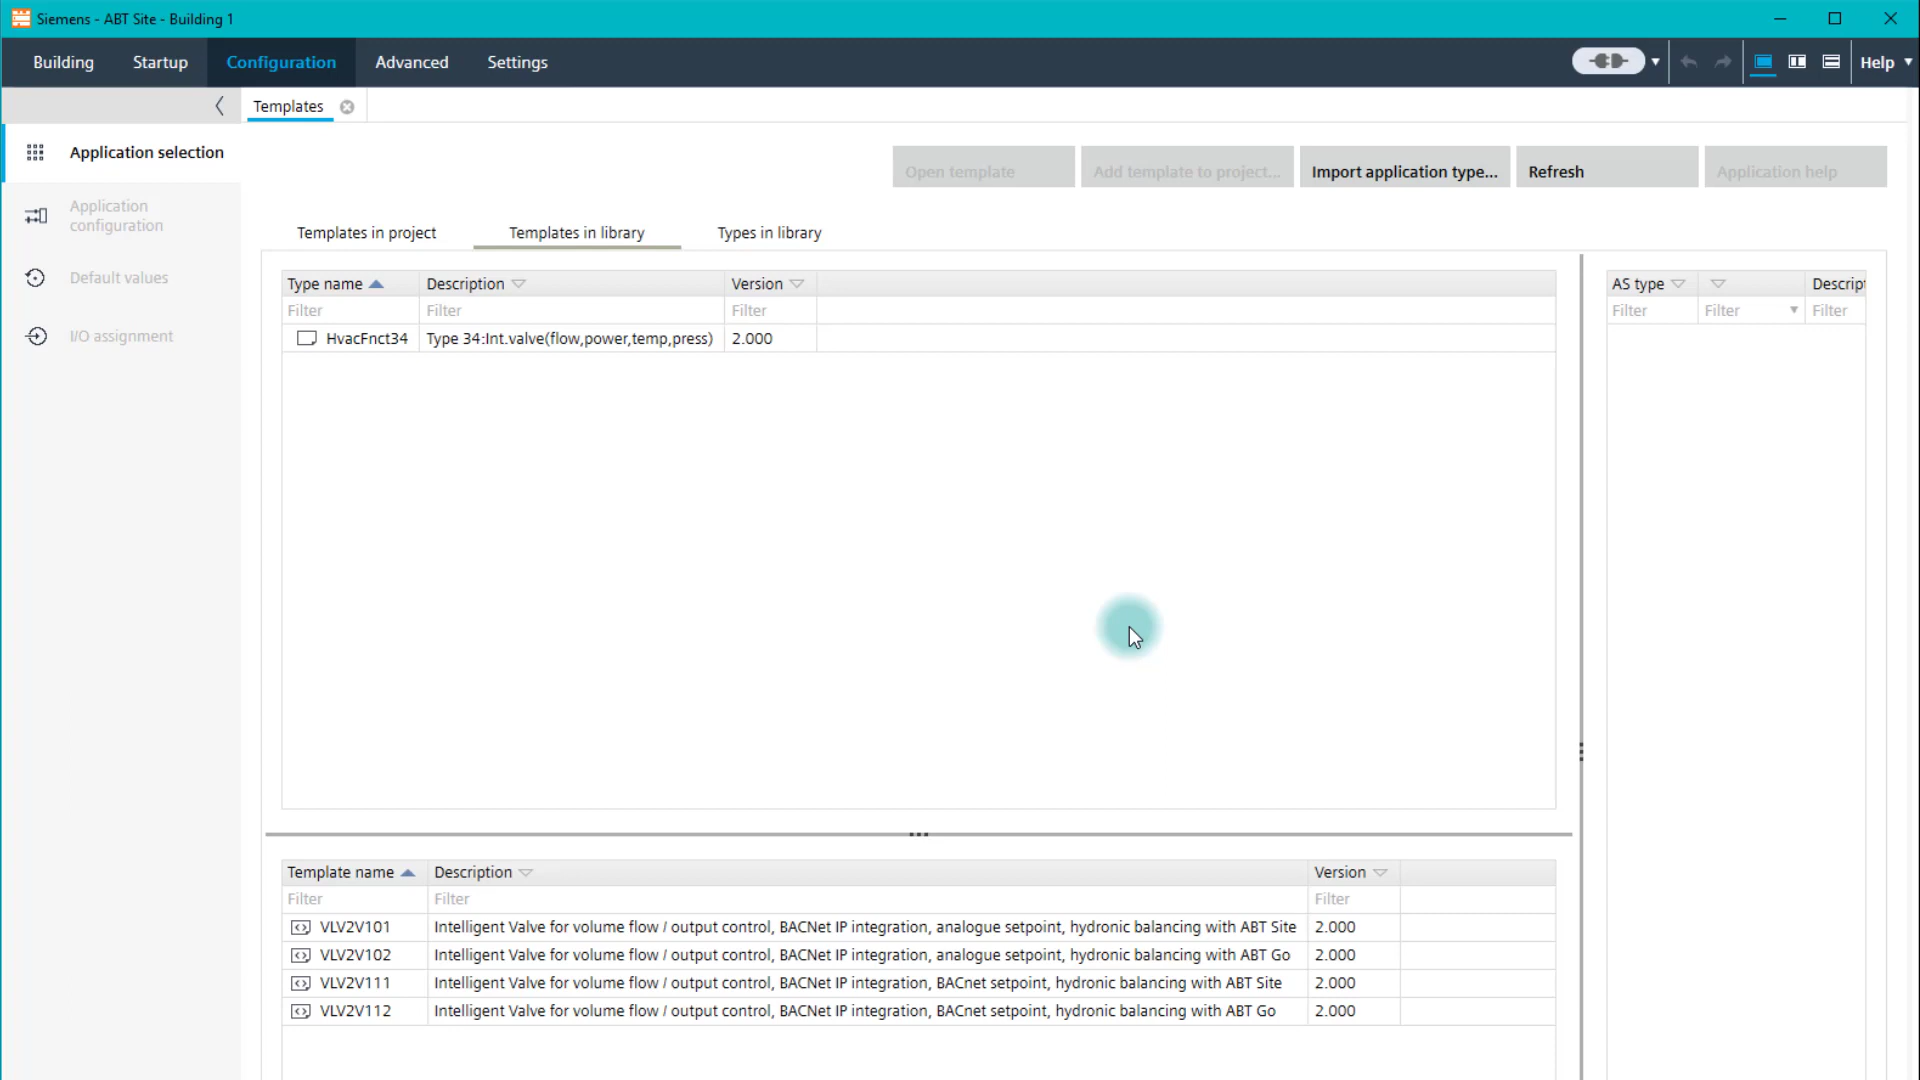 Siemens - ABT Site - Building 1
Building Startup Configuration Advanced Settings Help
Templates
Application selection
Application configuration
Default values
I/O assignment
Open template Add template to project... Import application type... Refresh Application help
Templates in project Templates in library Types in library
Type name Description Version
Filter Filter Filter
HvacFnct34 Type 34:Int.valve(flow,power,temp,press) 2.000
AS type Descript
Filter Filter Filter
Template name Description Version
Filter Filter Filter
VLV2V101 Intelligent Valve for volume flow / output control, BACNet IP integration, analogue setpoint, hydronic balancing with ABT Site 2.000
VLV2V102 Intelligent Valve for volume flow / output control, BACNet IP integration, analogue setpoint, hydronic balancing with ABT Go 2.000
VLV2V111 Intelligent Valve for volume flow / output control, BACNet IP integration, BACnet setpoint, hydronic balancing with ABT Site 2.000
VLV2V112 Intelligent Valve for volume flow / output control, BACNet IP integration, BACnet setpoint, hydronic balancing with ABT Go 2.000